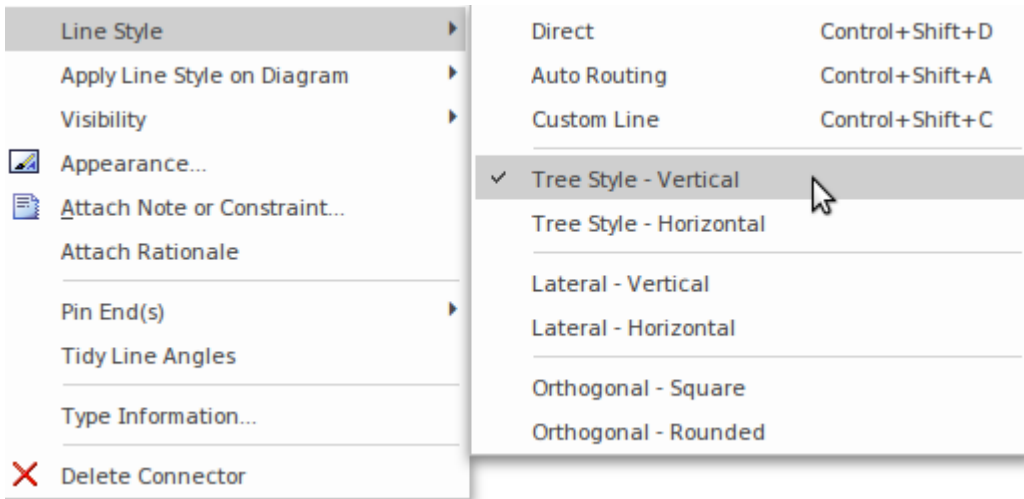 Line Style
Apply Line Style on Diagram
Visibility
Appearance...
Attach Note or Constraint...
Attach Rationale
Pin End(s)
Tidy Line Angles
Type Information...
Delete Connector
Direct Control+Shift+D
Auto Routing Control+Shift+A
Custom Line Control+Shift+C
Tree Style - Vertical
Tree Style - Horizontal
Lateral - Vertical
Lateral - Horizontal
Orthogonal - Square
Orthogonal - Rounded